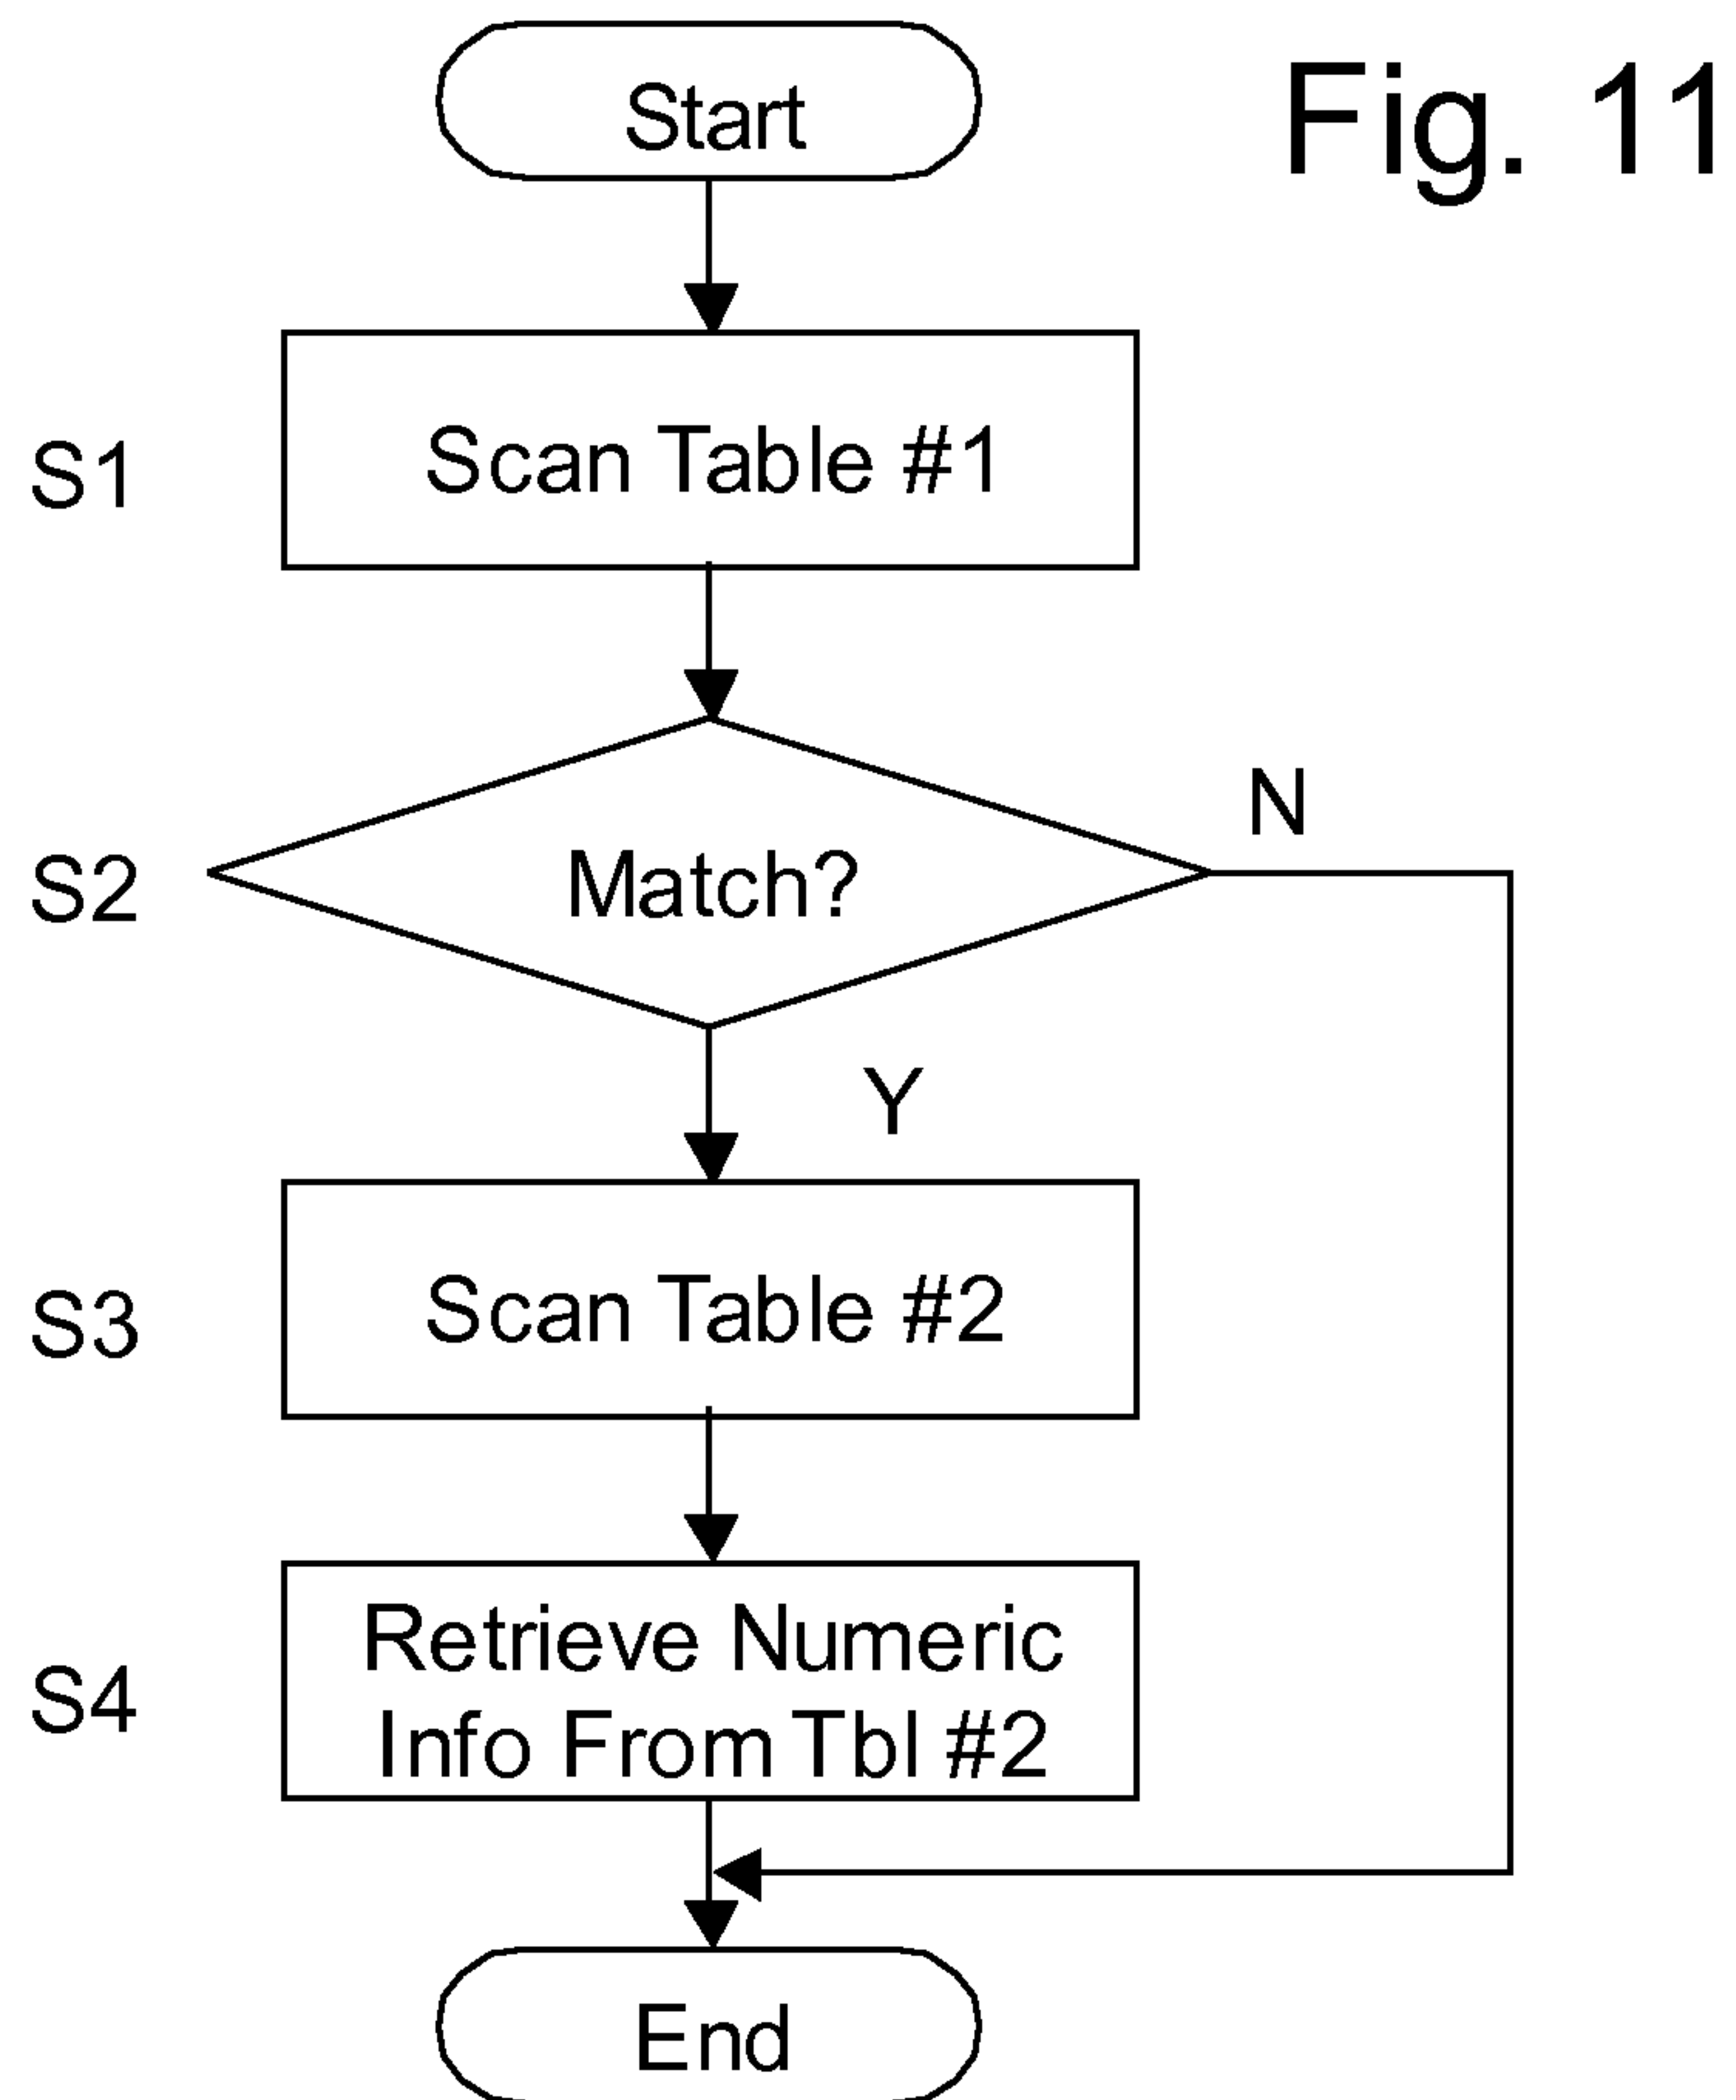 Fig. 11
Start
S1
Scan Table #1
S2
Match?
N
Y
S3
Scan Table #2
S4
Retrieve Numeric
Info From Tbl #2
End